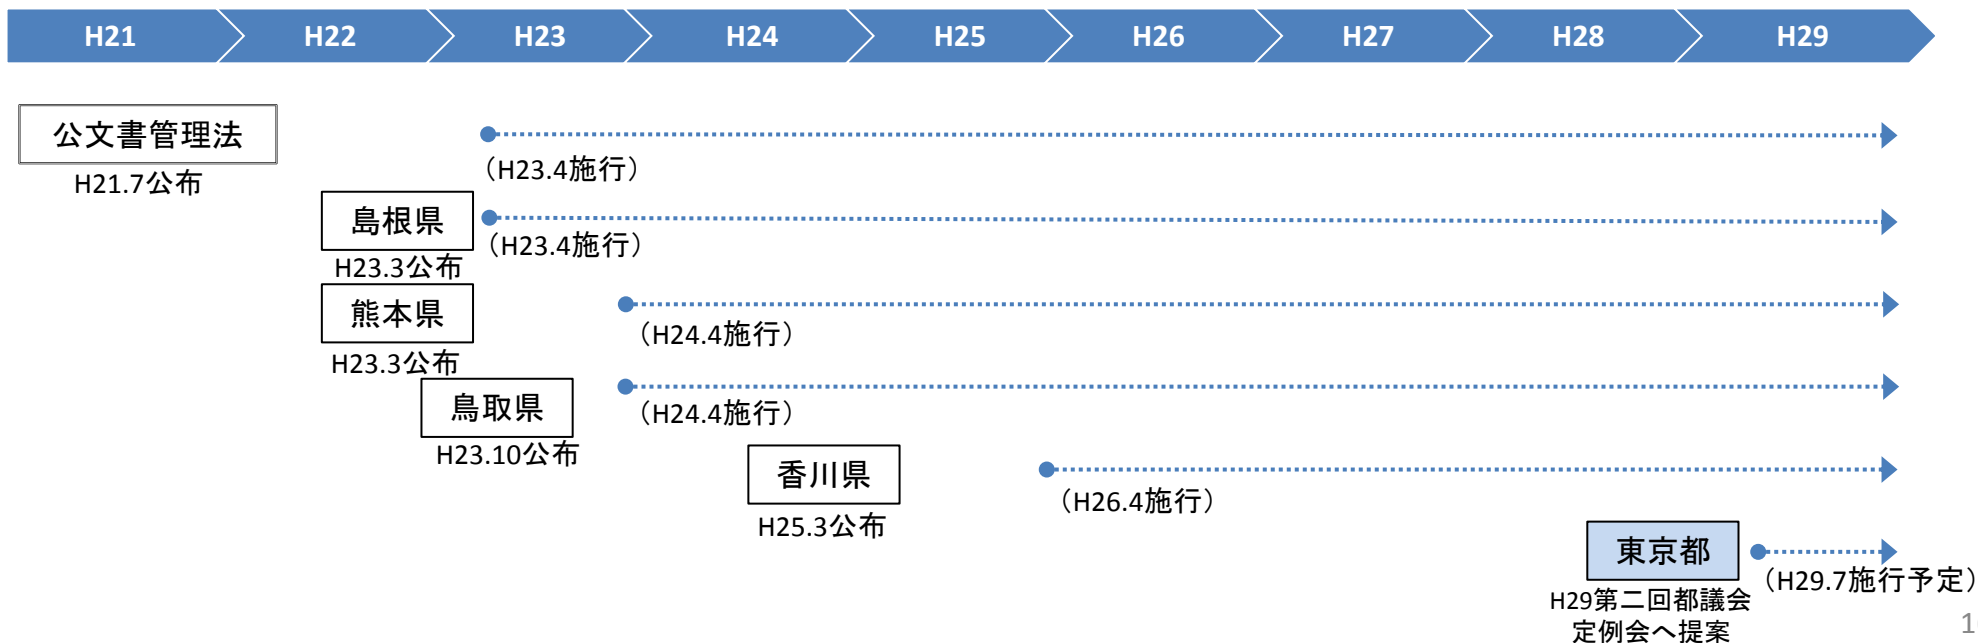 H21 H22 H23 H24 H25 H26 H27 H28 H29
公文書管理法
H21.7公布
（H23.4施行）
島根県
H23.3公布
（H23.4施行）
熊本県
H23.3公布
（H24.4施行）
鳥取県
H23.10公布
（H24.4施行）
香川県
H25.3公布
（H26.4施行）
東京都
H29第二回都議会
定例会へ提案
（H29.7施行予定）